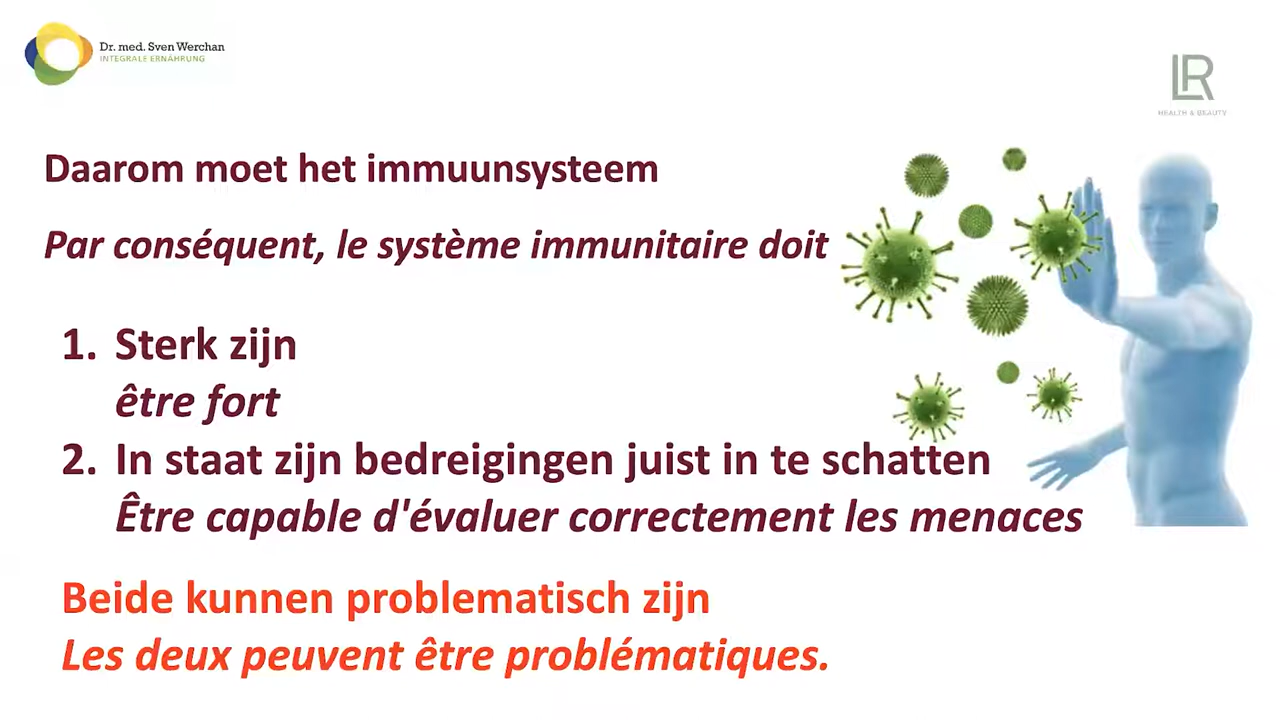 Dr. med. Sven Werchan
INTEGRALE ERNÄHRUNG
LR
HEALTH & BEAUTY
Daarom moet het immuunsysteem
Par conséquent, le système immunitaire doit
1. Sterk zijn
être fort
2. In staat zijn bedreigingen juist in te schatten
Être capable d'évaluer correctement les menaces
Beide kunnen problematisch zijn
Les deux peuvent être problématiques.